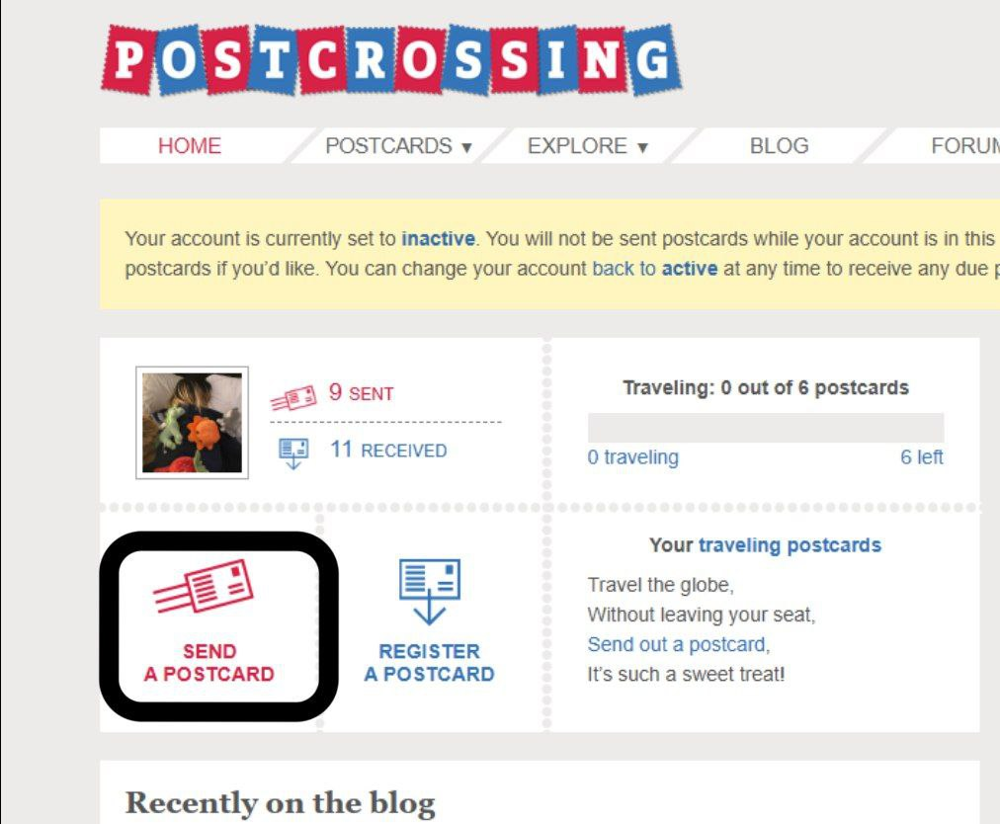 POSTCROSSING
HOME POSTCARDS ▼ EXPLORE ▼ BLOG FORUM
Your account is currently set to inactive. You will not be sent postcards while your account is in this
postcards if you'd like. You can change your account back to active at any time to receive any due
9 SENT
11 RECEIVED
Traveling: 0 out of 6 postcards
0 traveling 6 left
SEND
A POSTCARD
REGISTER
A POSTCARD
Your traveling postcards
Travel the globe,
Without leaving your seat,
Send out a postcard,
It's such a sweet treat!
Recently on the blog